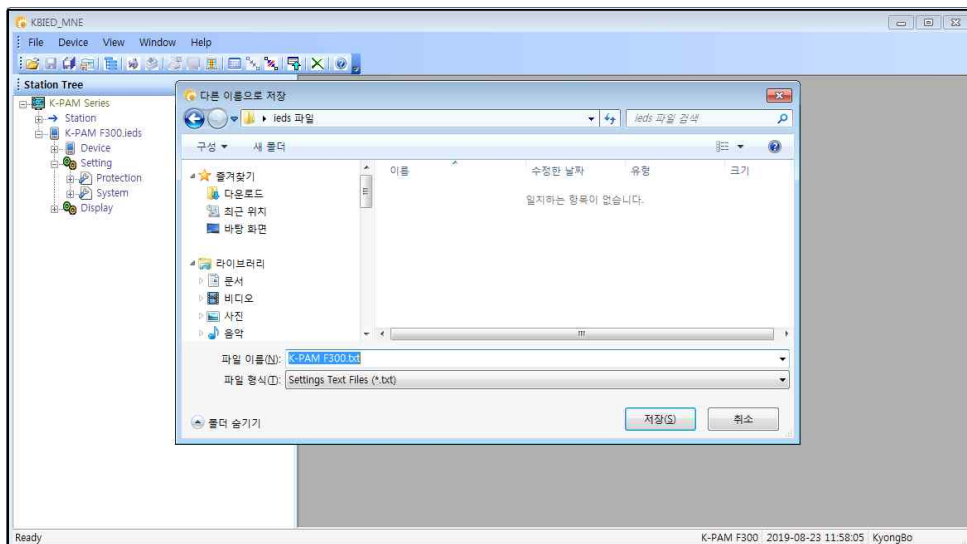 KBIED_MNE
File Device View Window Help
Station Tree
K-PAM Series
Station
K-PAM F300.ieds
Device
Setting
Protection
System
Display
다른 이름으로 저장
ieds 파일
ieds 파일 검색
구성 새 폴더
즐겨찾기
다운로드
최근 위치
바탕 화면
라이브러리
문서
비디오
사진
음악
이름 수정한 날짜 유형 크기
일치하는 항목이 없습니다.
파일 이름(N): K-PAM F300.txt
파일 형식(T): Settings Text Files (*.txt)
폴더 숨기기
저장(S) 취소
Ready K-PAM F300 2019-08-23 11:58:05 KyongBo